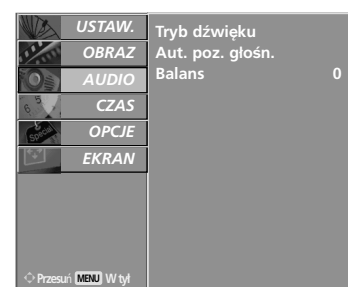 USTAW.
OBRAZ
AUDIO
CZAS
OPCJE
EKRAN
Przesuń MENU W tył
Tryb dźwięku
Aut. poz. głośn.
Balans 0